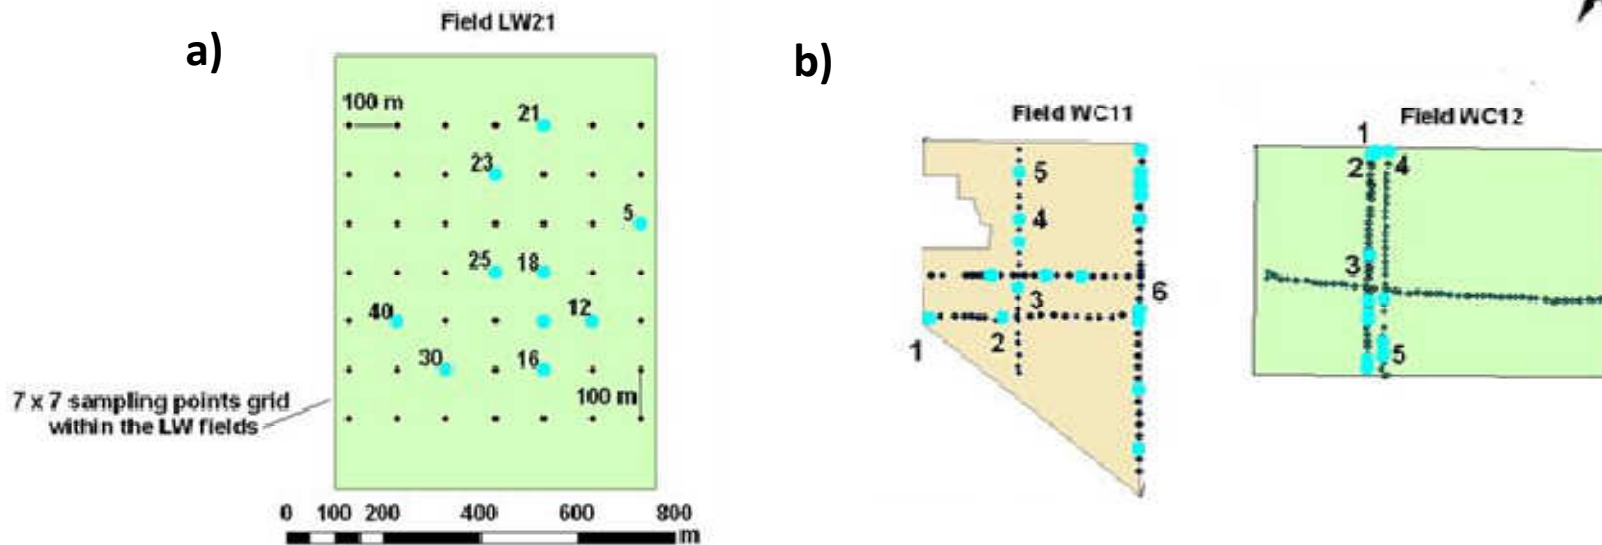 a)
Field LW21
100 m
21
23
5
25 18
40
12
30
16
100 m
7 x 7 sampling points grid
within the LW fields
0 100 200 400 600 800
m
b)
Field WC11
5
4
3
6
2
1
Field WC12
1
2 4
3
5